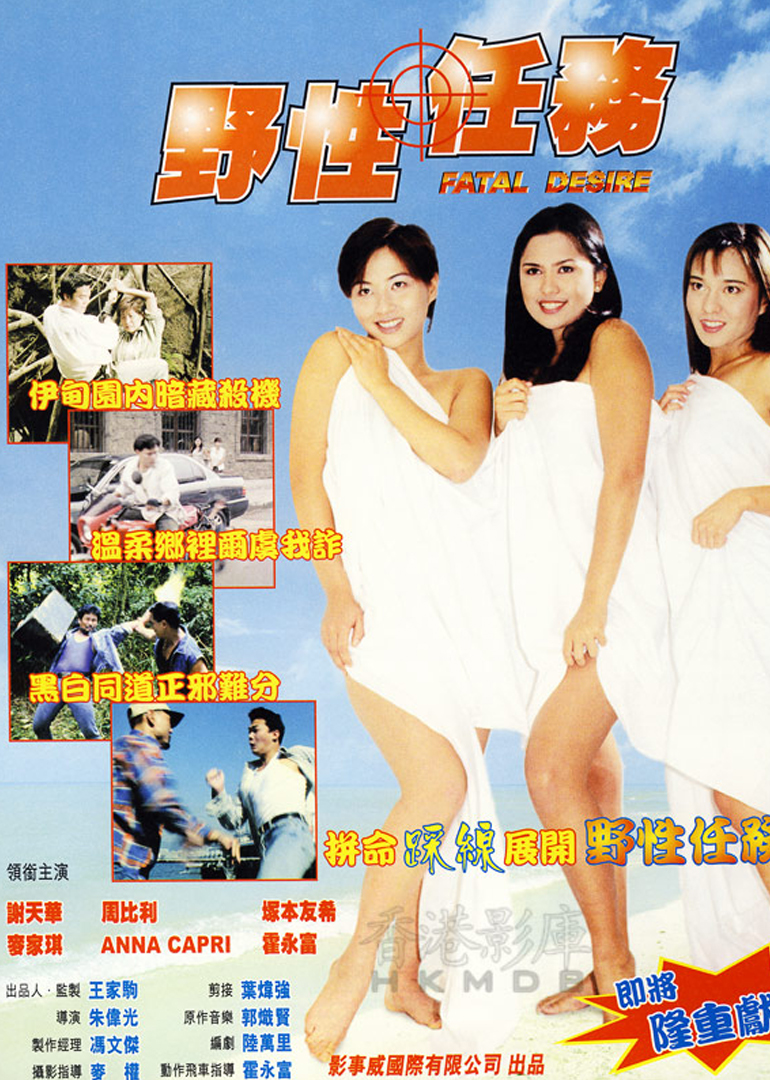 野性任務
FATAL DESIRE
伊甸園內暗藏殺機
溫柔鄉裡爾虞我詐
黑白同道正邪難分
拚命踩線展開野性任務
領銜主演
謝天華 周比利 塚本友希
麥家琪 ANNA CAPRI 霍永富
香港影庫
HKMDB
出品人·監製 王家駒 剪接 葉煒強
導演 朱偉光 原作音樂 郭熾賢
製作經理 馮文傑 編劇 陸萬里
攝影指導 麥權 動作飛車指導 霍永富
影事威國際有限公司 出品
即將
隆重獻